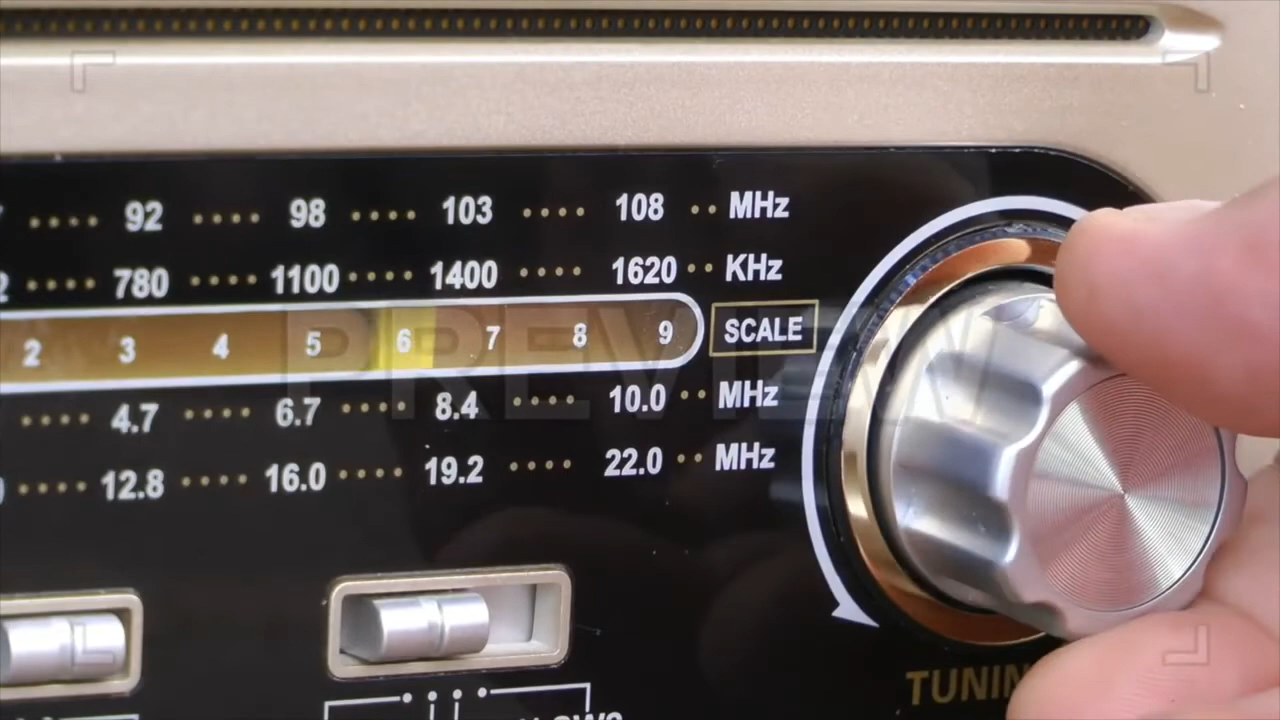 92 98 103 108 MHz
780 1100 1400 1620 KHz
2 3 4 5 6 7 8 9 SCALE
4.7 6.7 8.4 10.0 MHz
12.8 16.0 19.2 22.0 MHz
PREVIEW
TUNIN